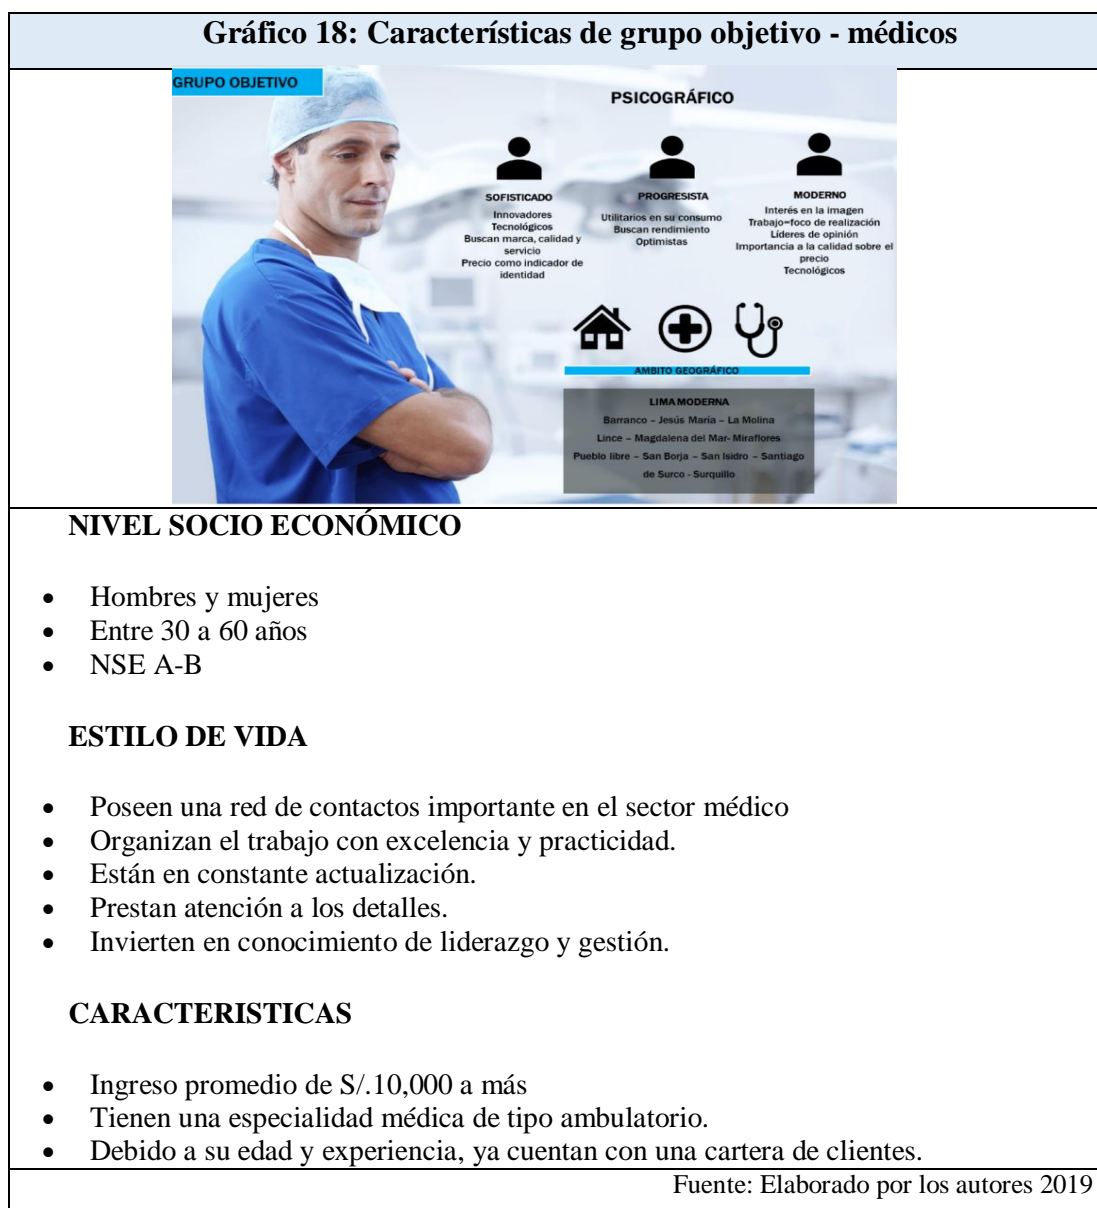 Gráfico 18: Características de grupo objetivo - médicos
GRUPO OBJETIVO
PSICOGRÁFICO
SOFISTICADO
Innovadores
Tecnológicos
Buscan marca, calidad y
servicio
Precio como indicador de
identidad
PROGRESISTA
Utilitarios en su consumo
Buscan rendimiento
Optimistas
MODERNO
Interés en la imagen
Trabajo=foco de realización
Líderes de opinión
Importancia a la calidad sobre el
precio
Tecnológicos
AMBITO GEOGRÁFICO
LIMA MODERNA
Barranco – Jesús María – La Molina
Lince – Magdalena del Mar- Miraflores
Pueblo libre – San Borja – San Isidro – Santiago
de Surco - Surquillo
NIVEL SOCIO ECONÓMICO
• Hombres y mujeres
• Entre 30 a 60 años
• NSE A-B
ESTILO DE VIDA
• Poseen una red de contactos importante en el sector médico
• Organizan el trabajo con excelencia y practicidad.
• Están en constante actualización.
• Prestan atención a los detalles.
• Invierten en conocimiento de liderazgo y gestión.
CARACTERISTICAS
• Ingreso promedio de S/.10,000 a más
• Tienen una especialidad médica de tipo ambulatorio.
• Debido a su edad y experiencia, ya cuentan con una cartera de clientes.
Fuente: Elaborado por los autores 2019